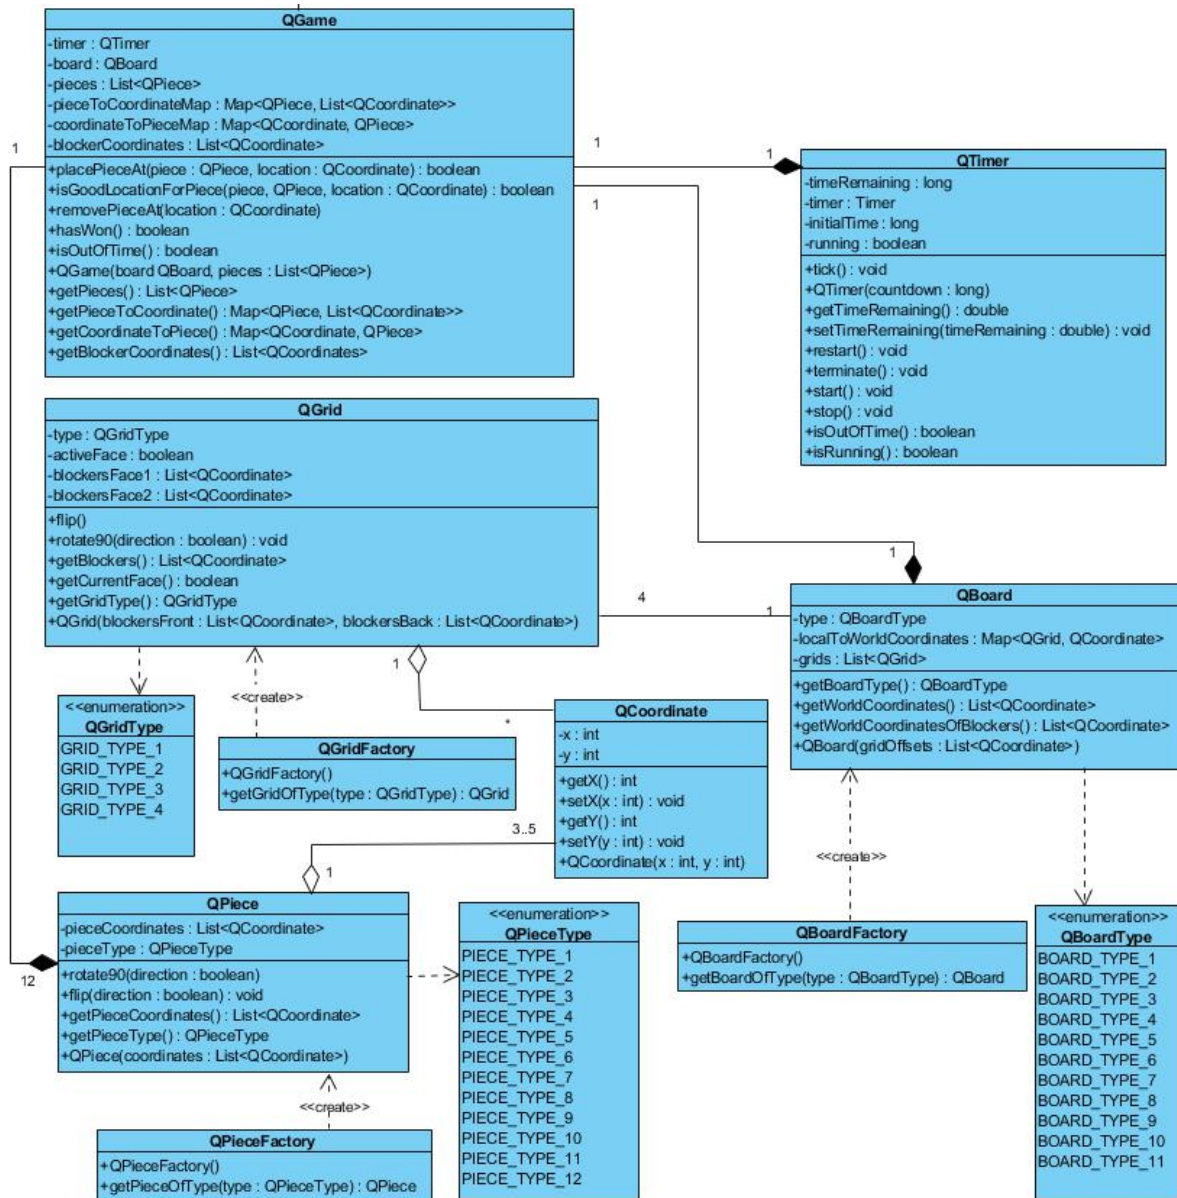 QGame
-timer : QTimer
-board : QBoard
-pieces : List<QPiece>
-pieceToCoordinateMap : Map<QPiece, List<QCoordinate>>
-coordinateToPieceMap : Map<QCoordinate, QPiece>
-blockerCoordinates : List<QCoordinate>
+placePieceAt(piece : QPiece, location : QCoordinate) : boolean
+isGoodLocationForPiece(piece, QPiece, location : QCoordinate) : boolean
+removePieceAt(location : QCoordinate)
+hasWon() : boolean
+isOutOfTime() : boolean
+QGame(board QBoard, pieces : List<QPiece>)
+getPieces() : List<QPiece>
+getPieceToCoordinate() : Map<QPiece, List<QCoordinate>>
+getCoordinateToPiece() : Map<QCoordinate, QPiece>
+getBlockerCoordinates() : List<QCoordinates>
1
1
1
1
QTimer
-timeRemaining : long
-timer : Timer
-initialTime : long
-running : boolean
+tick() : void
+QTimer(countdown : long)
+getTimeRemaining() : double
+setTimeRemaining(timeRemaining : double) : void
+restart() : void
+terminate() : void
+start() : void
+stop() : void
+isOutOfTime() : boolean
+isRunning() : boolean
QGrid
-type : QGridType
-activeFace : boolean
-blockersFace1 : List<QCoordinate>
-blockersFace2 : List<QCoordinate>
+flip()
+rotate90(direction : boolean) : void
+getBlockers() : List<QCoordinate>
+getCurrentFace() : boolean
+getGridType() : QGridType
+QGrid(blockersFront : List<QCoordinate>, blockersBack : List<QCoordinate>)
1
4
1
QBoard
-type : QBoardType
-localToWorldCoordinates : Map<QGrid, QCoordinate>
-grids : List<QGrid>
+getBoardType() : QBoardType
+getWorldCoordinates() : List<QCoordinate>
+getWorldCoordinatesOfBlockers() : List<QCoordinate>
+QBoard(gridOffsets : List<QCoordinate>)
1
*
<<create>>
<<enumeration>>
QGridType
GRID_TYPE_1
GRID_TYPE_2
GRID_TYPE_3
GRID_TYPE_4
QGridFactory
+QGridFactory()
+getGridOfType(type : QGridType) : QGrid
QCoordinate
-x : int
-y : int
+getX() : int
+setX(x : int) : void
+getY() : int
+setY(y : int) : void
+QCoordinate(x : int, y : int)
3..5
1
<<create>>
QPiece
-pieceCoordinates : List<QCoordinate>
-pieceType : QPieceType
+rotate90(direction : boolean)
+flip(direction : boolean) : void
+getPieceCoordinates() : List<QCoordinate>
+getPieceType() : QPieceType
+QPiece(coordinates : List<QCoordinate>)
12
<<enumeration>>
QPieceType
PIECE_TYPE_1
PIECE_TYPE_2
PIECE_TYPE_3
PIECE_TYPE_4
PIECE_TYPE_5
PIECE_TYPE_6
PIECE_TYPE_7
PIECE_TYPE_8
PIECE_TYPE_9
PIECE_TYPE_10
PIECE_TYPE_11
PIECE_TYPE_12
QBoardFactory
+QBoardFactory()
+getBoardOfType(type : QBoardType) : QBoard
<<enumeration>>
QBoardType
BOARD_TYPE_1
BOARD_TYPE_2
BOARD_TYPE_3
BOARD_TYPE_4
BOARD_TYPE_5
BOARD_TYPE_6
BOARD_TYPE_7
BOARD_TYPE_8
BOARD_TYPE_9
BOARD_TYPE_10
BOARD_TYPE_11
<<create>>
QPieceFactory
+QPieceFactory()
+getPieceOfType(type : QPieceType) : QPiece